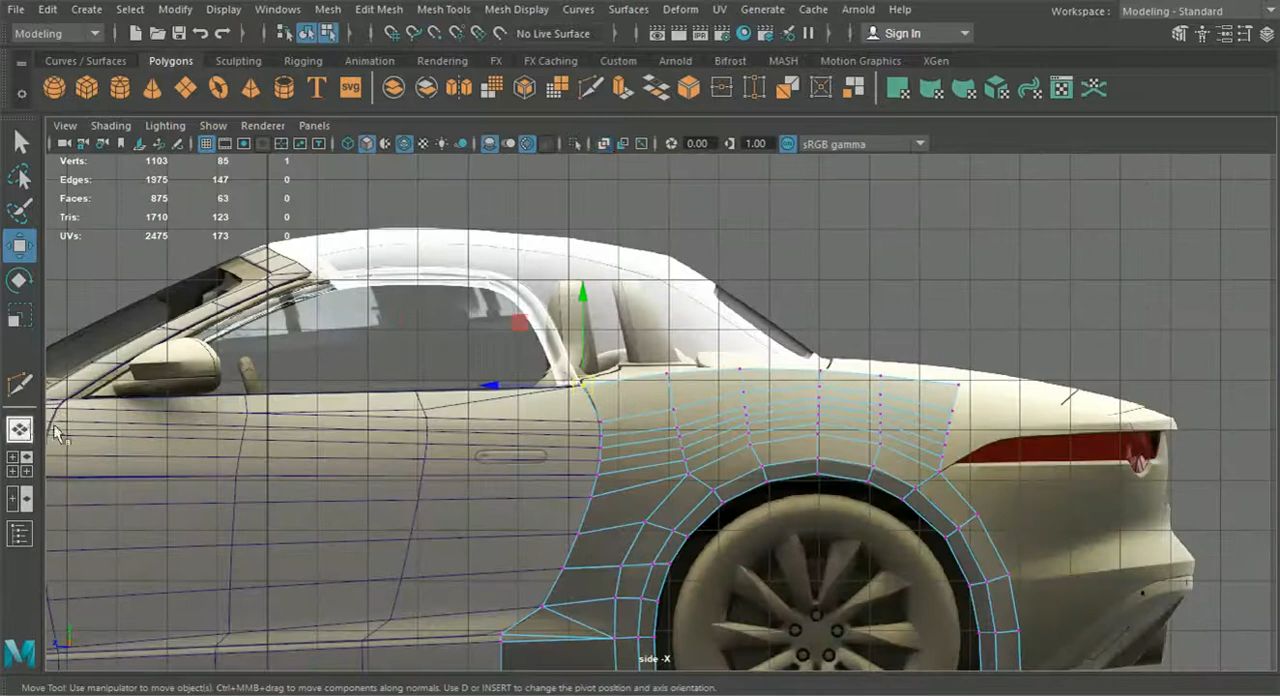 File Edit Create Select Modify Display Windows Mesh Edit Mesh Mesh Tools Mesh Display Curves Surfaces Deform UV Generate Cache Arnold Help Workspace : Modeling - Standard
Modeling No Live Surface Sign In
Curves / Surfaces Polygons Sculpting Rigging Animation Rendering FX FX Caching Custom Arnold Bifrost MASH Motion Graphics XGen
T SVG
View Shading Lighting Show Renderer Panels
0.00 1.00 sRGB gamma
Verts: 1103 85 1
Edges: 1975 147 0
Faces: 875 63 0
Tris: 1710 123 0
UVs: 2475 173 0
side -X
Move Tool: Use manipulator to move object(s). Ctrl+MMB+drag to move components along normals. Use D or INSERT to change the pivot position and axis orientation.